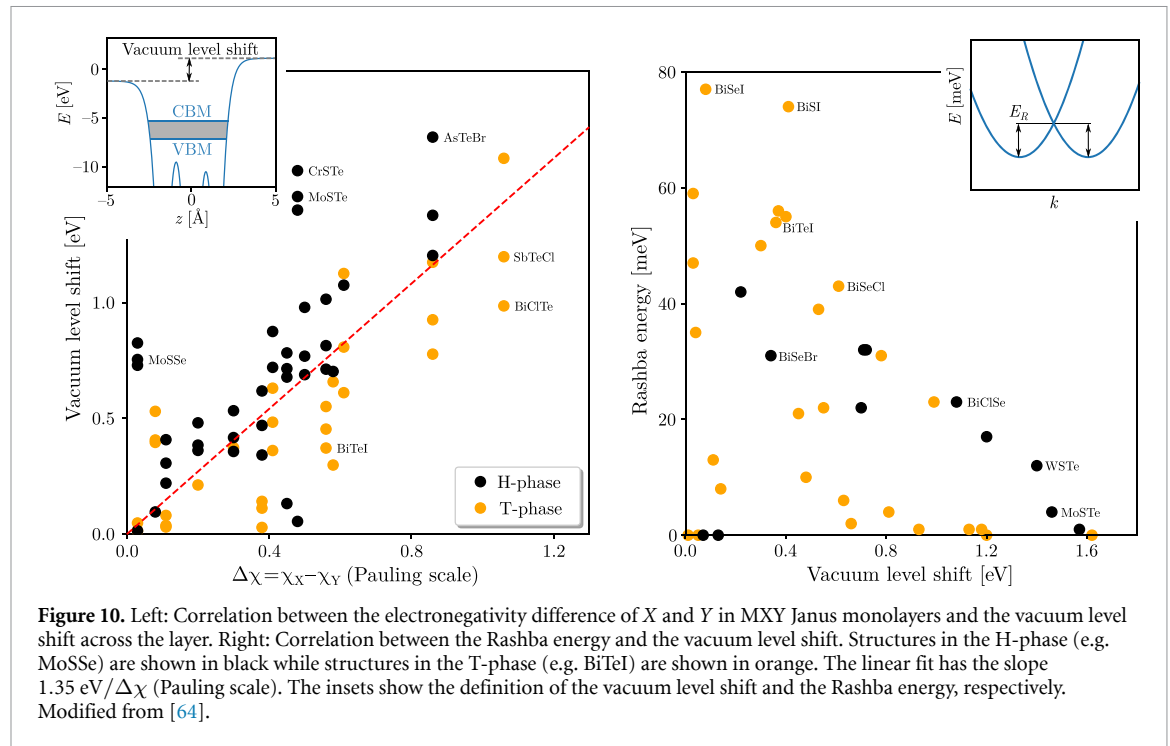 Vacuum level shift
0
−5
−10
E [eV]
CBM
VBM
−5
0
5
z [Å]
AsTeBr
CrSTe
MoSTe
SbTeCl
BiClTe
MoSSe
BiTeI
H-phase
T-phase
1.0
0.5
0.0
Vacuum level shift [eV]
0.0
0.4
0.8
1.2
Δχ=χX−χY (Pauling scale)
E [meV]
ER
k
80
60
40
20
0
Rashba energy [meV]
BiSeI
BiSI
BiTeI
BiSeCl
BiSeBr
BiClSe
WSTe
MoSTe
0.0
0.4
0.8
1.2
1.6
Vacuum level shift [eV]
Figure 10. Left: Correlation between the electronegativity difference of X and Y in MXY Janus monolayers and the vacuum level
shift across the layer. Right: Correlation between the Rashba energy and the vacuum level shift. Structures in the H-phase (e.g.
MoSSe) are shown in black while structures in the T-phase (e.g. BiTeI) are shown in orange. The linear fit has the slope
1.35 eV/Δχ (Pauling scale). The insets show the definition of the vacuum level shift and the Rashba energy, respectively.
Modified from [64].